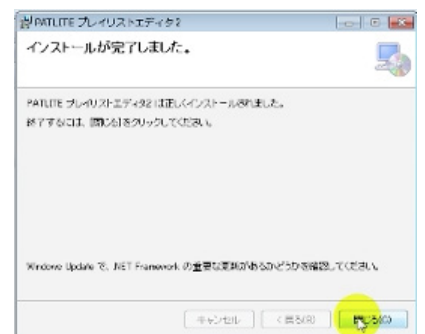 PATLITE プレイリストエディタ2
インストールが完了しました。
PATLITE プレイリストエディタ2 は正しくインストールされました。
終了するには、[閉じる]をクリックしてください。
Windows Update で、.NET Framework の重要な更新があるかどうかを確認してください。
キャンセル
< 戻る(B)
閉じる(C)